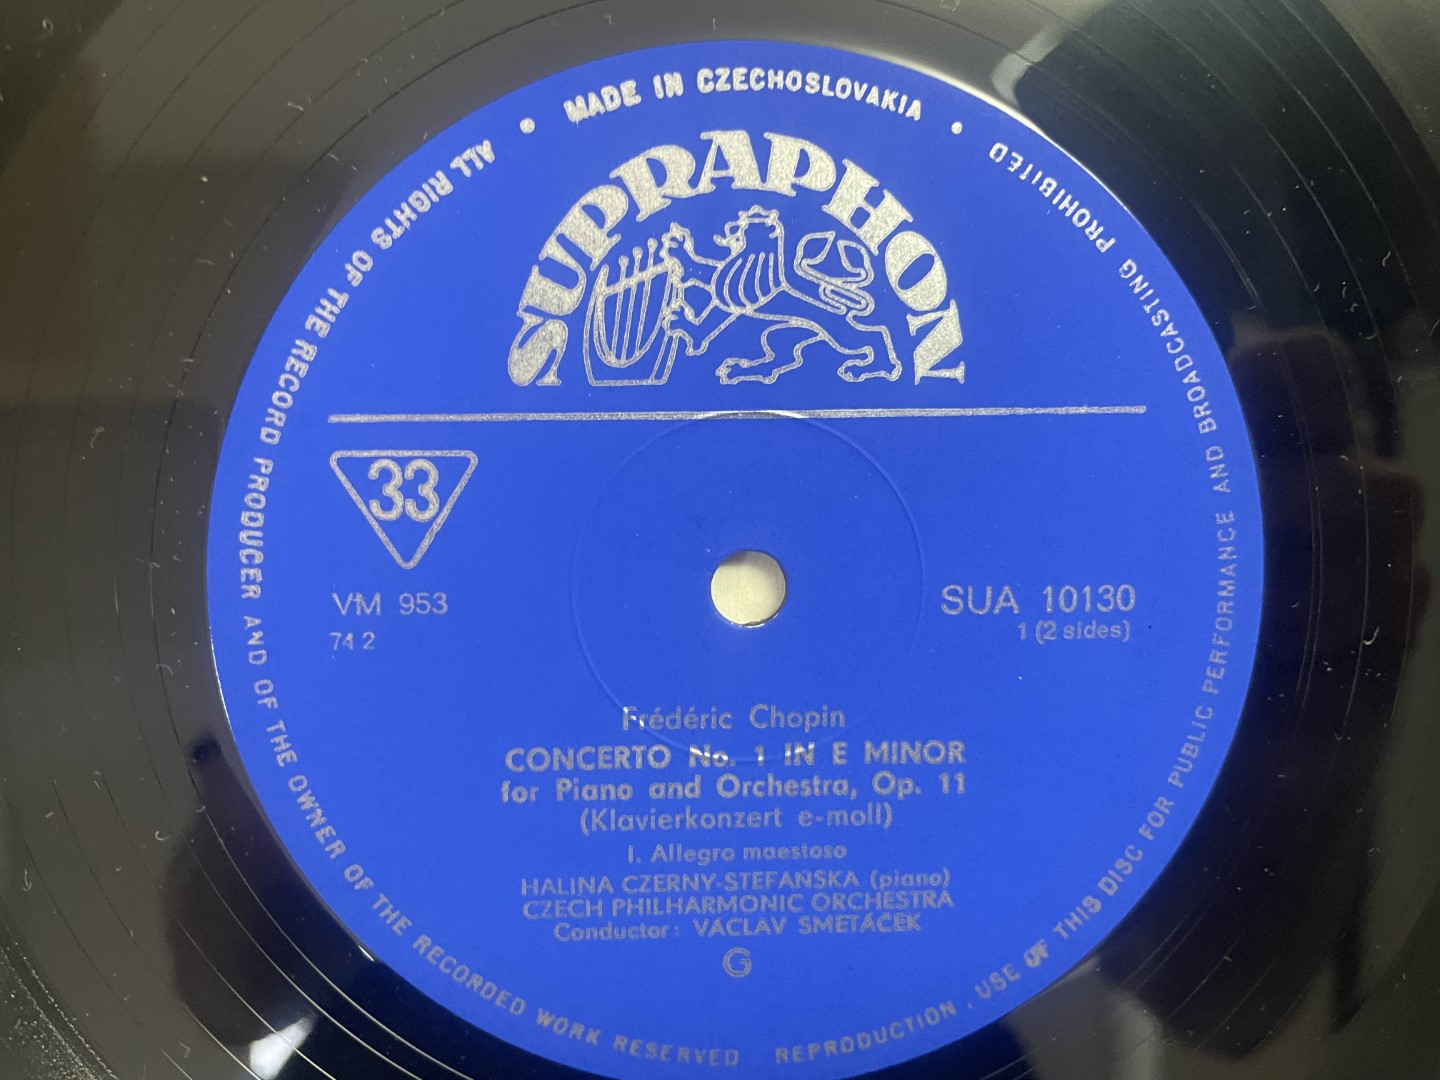 MADE IN CZECHOSLOVAKIA •
ALL RIGHTS OF THE RECORD PRODUCER AND OF THE OWNER OF THE RECORDED WORK RESERVED
REPRODUCTION . USE OF THIS DISC FOR PUBLIC PERFORMANCE AND BROADCASTING PROHIBITED •
SUPRAPHON
33
VM 953
74 2
SUA 10130
1 (2 sides)
Frédéric Chopin
CONCERTO No. 1 IN E MINOR
for Piano and Orchestra, Op. 11
(Klavierkonzert e-moll)
I. Allegro maestoso
HALINA CZERNY-STEFAŃSKA (piano)
CZECH PHILHARMONIC ORCHESTRA
Conductor: VÁCLAV SMETÁČEK
G